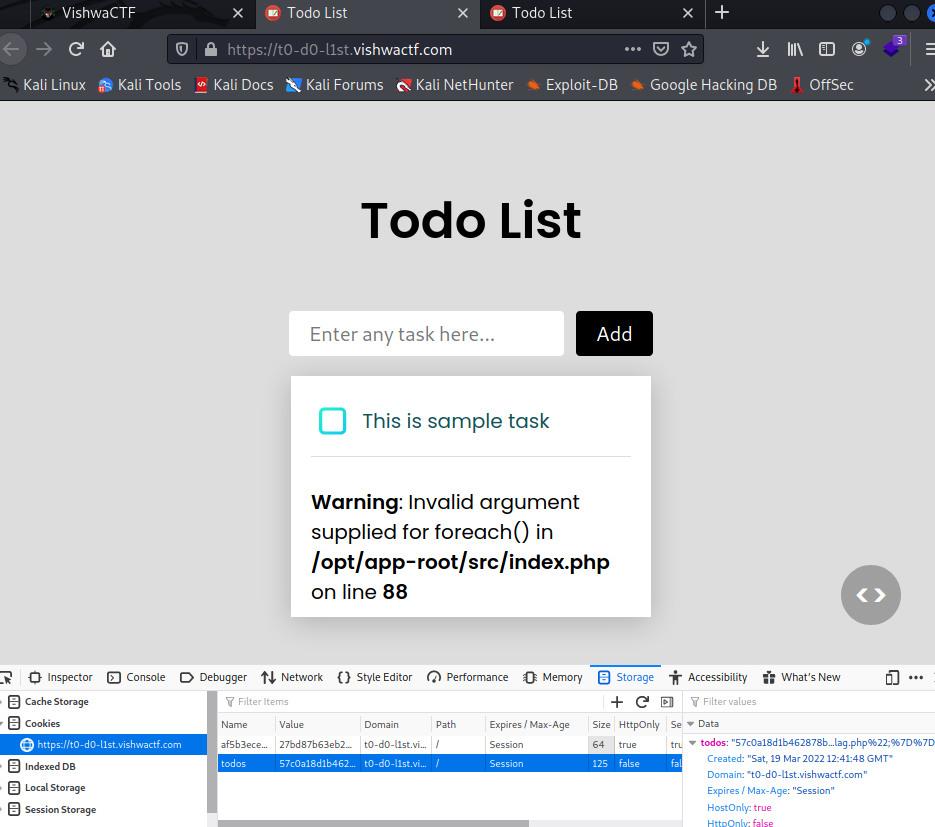 VishwaCTF
Todo List
Todo List
https://t0-d0-l1st.vishwactf.com
3
Kali Linux Kali Tools Kali Docs Kali Forums Kali NetHunter Exploit-DB Google Hacking DB OffSec
Todo List
Enter any task here...
Add
This is sample task
Warning: Invalid argument
supplied for foreach() in
/opt/app-root/src/index.php
on line 88
Inspector Console Debugger Network Style Editor Performance Memory Storage Accessibility What's New
Cache Storage
Cookies
https://t0-d0-l1st.vishwactf.com
Indexed DB
Local Storage
Session Storage
Filter Items
Name Value Domain Path Expires / Max-Age Size HttpOnly Se
af5b3ece... 27bd87b63eb2... t0-d0-l1st.vi... / Session 64 true tru
todos 57c0a18d1b462... t0-d0-l1st.vi... / Session 125 false fal
Filter values
Data
todos: "57c0a18d1b462878b...lag.php%22;%7D%7D
Created: "Sat, 19 Mar 2022 12:41:48 GMT"
Domain: "t0-d0-l1st.vishwactf.com"
Expires / Max-Age: "Session"
HostOnly: true
HttpOnly: false